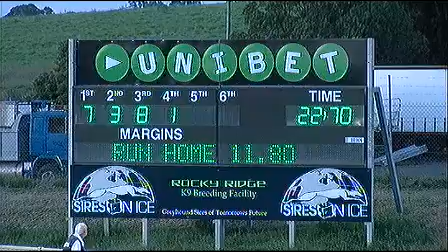 UNIBET
1ST 2ND 3RD 4TH 5TH 6TH TIME
7 3 8 1 22.70
MARGINS
RUN HOME 11.80
ROCKY RIDGE
K9 Breeding Facility
SIRES ON ICE SIRES ON ICE
Greyhound Sires of Tomorrows Future